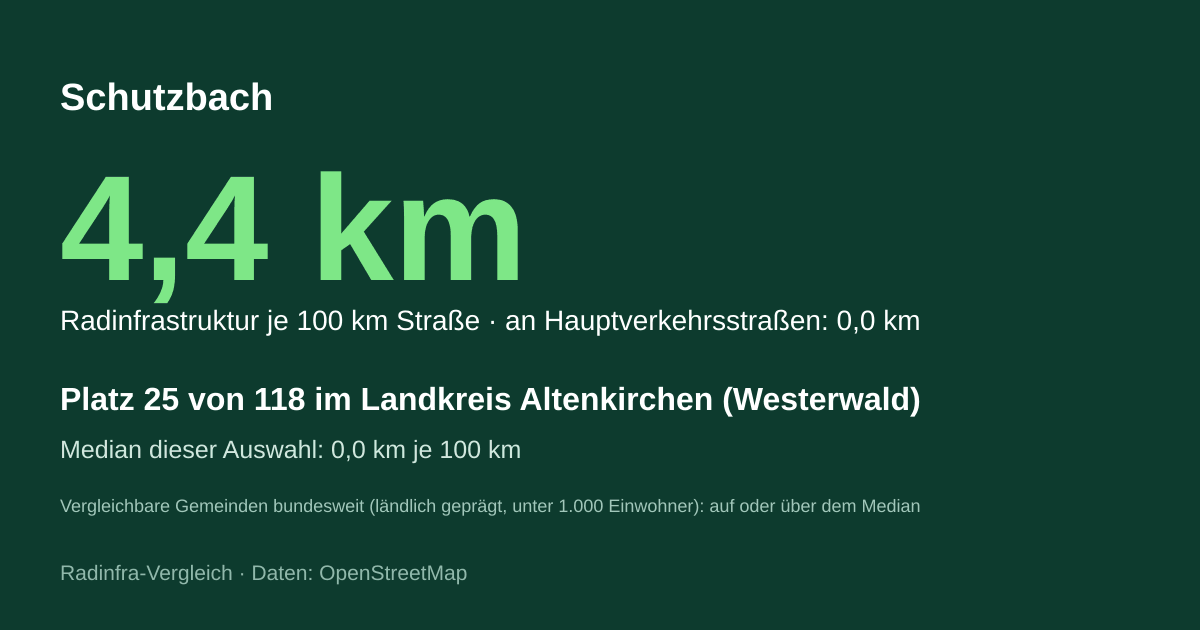 Schutzbach
4,4 km
Radinfrastruktur je 100 km Straße · an Hauptverkehrsstraßen: 0,0 km
Platz 25 von 118 im Landkreis Altenkirchen (Westerwald)
Median dieser Auswahl: 0,0 km je 100 km
Vergleichbare Gemeinden bundesweit (ländlich geprägt, unter 1.000 Einwohner): auf oder über dem Median
Radinfra-Vergleich · Daten: OpenStreetMap